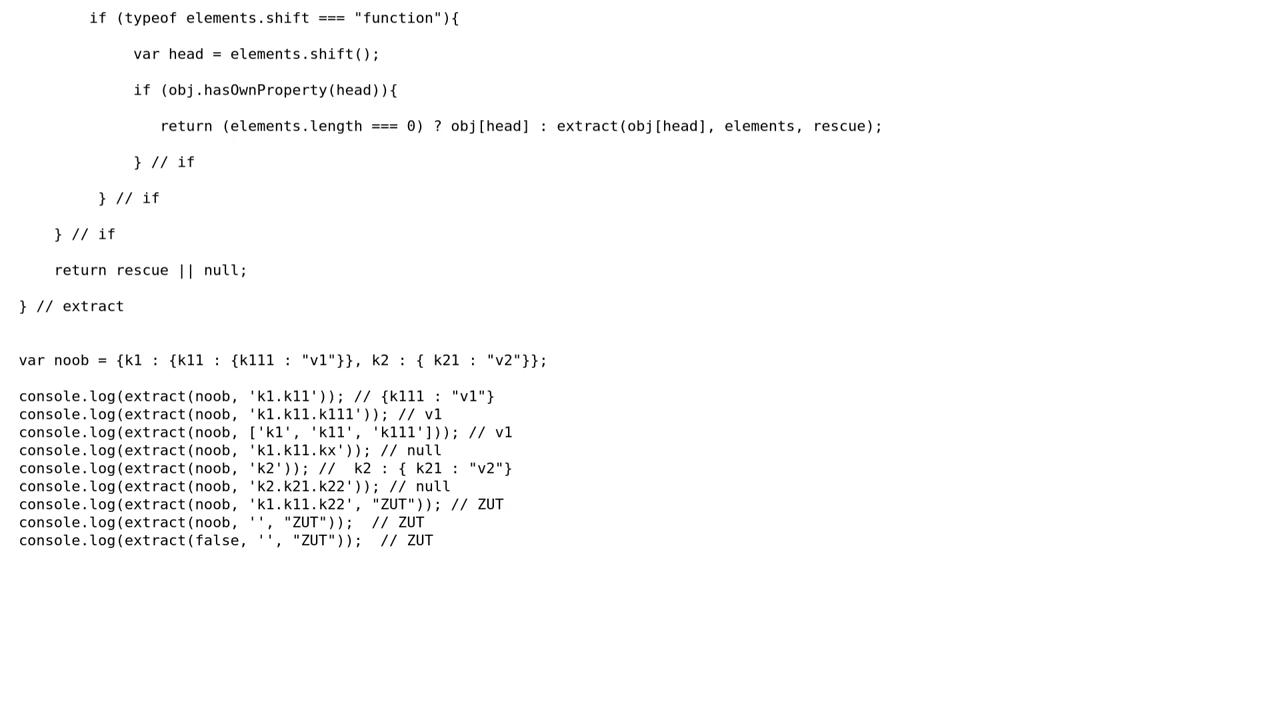 if (typeof elements.shift === "function"){
var head = elements.shift();
if (obj.hasOwnProperty(head)){
return (elements.length === 0) ? obj[head] : extract(obj[head], elements, rescue);
} // if
} // if
} // if
return rescue || null;
} // extract
var noob = {k1 : {k11 : {k111 : "v1"}}, k2 : { k21 : "v2"}};
console.log(extract(noob, 'k1.k11')); // {k111 : "v1"}
console.log(extract(noob, 'k1.k11.k111')); // v1
console.log(extract(noob, ['k1', 'k11', 'k111'])); // v1
console.log(extract(noob, 'k1.k11.kx')); // null
console.log(extract(noob, 'k2')); //  k2 : { k21 : "v2"}
console.log(extract(noob, 'k2.k21.k22')); // null
console.log(extract(noob, 'k1.k11.k22', "ZUT")); // ZUT
console.log(extract(noob, '', "ZUT"));  // ZUT
console.log(extract(false, '', "ZUT"));  // ZUT